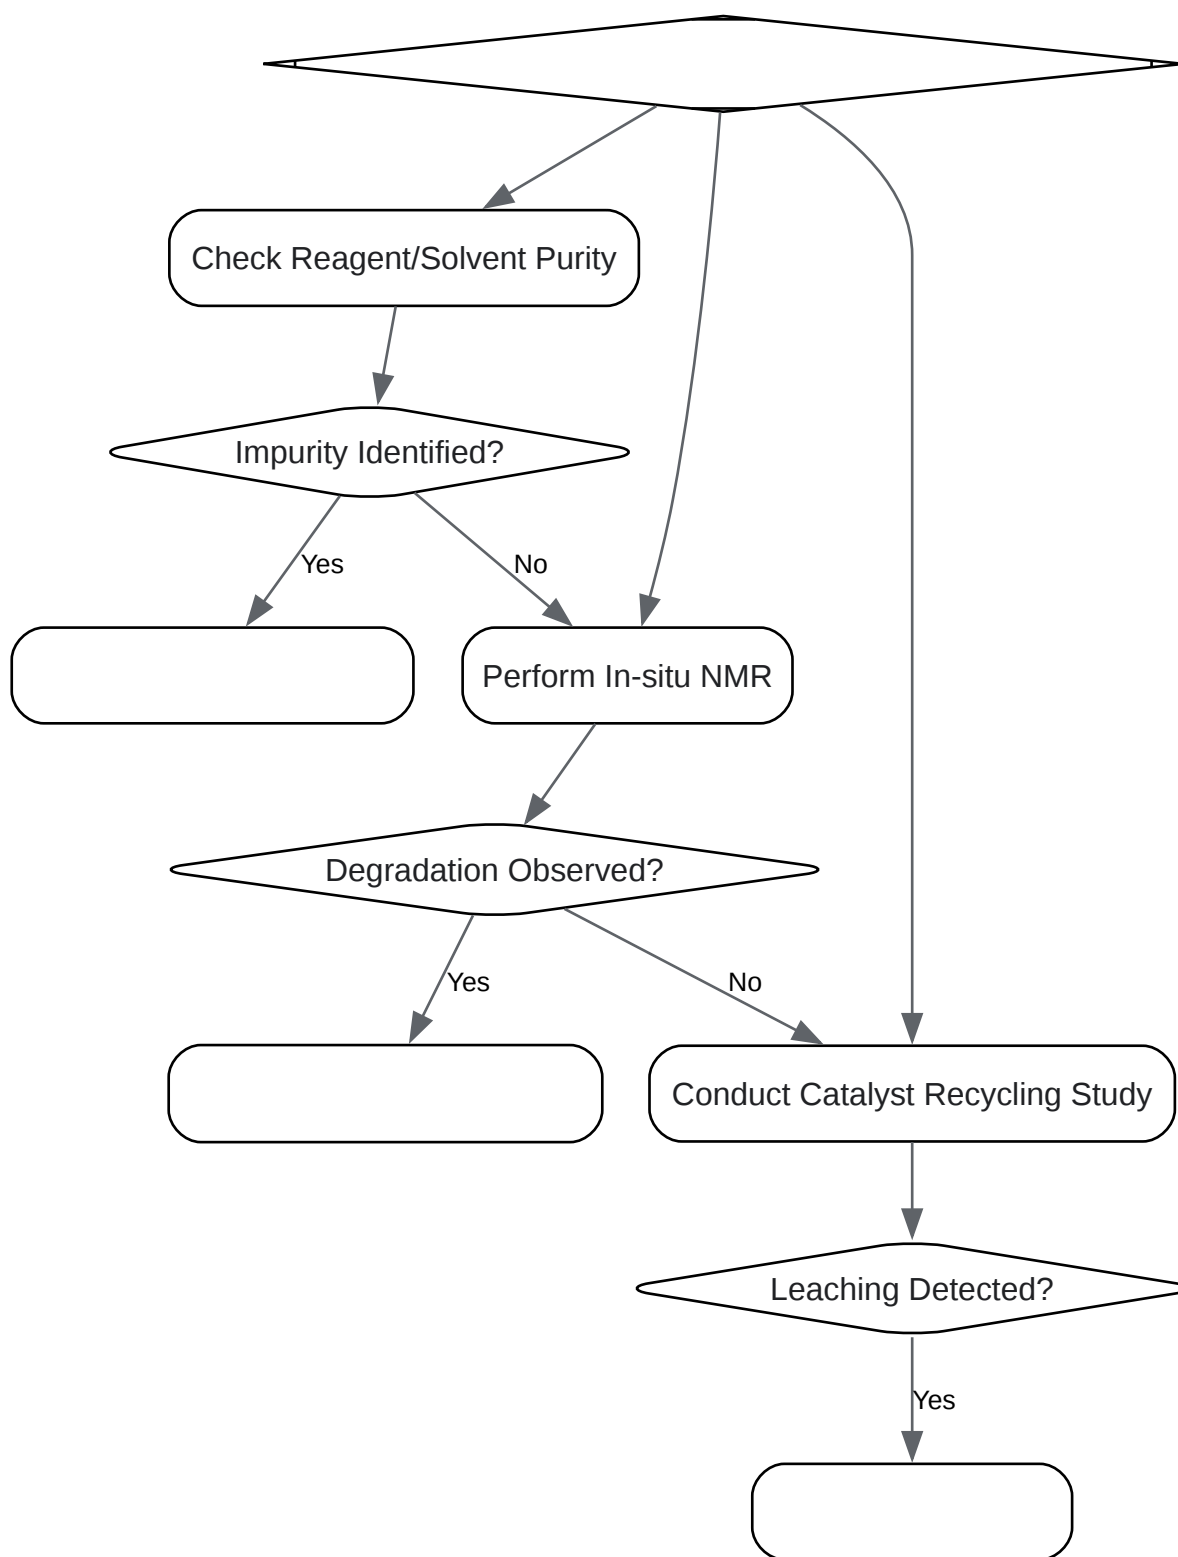 Check Reagent/Solvent Purity
Impurity Identified?
Yes
No
Perform In-situ NMR
Degradation Observed?
Yes
No
Conduct Catalyst Recycling Study
Leaching Detected?
Yes